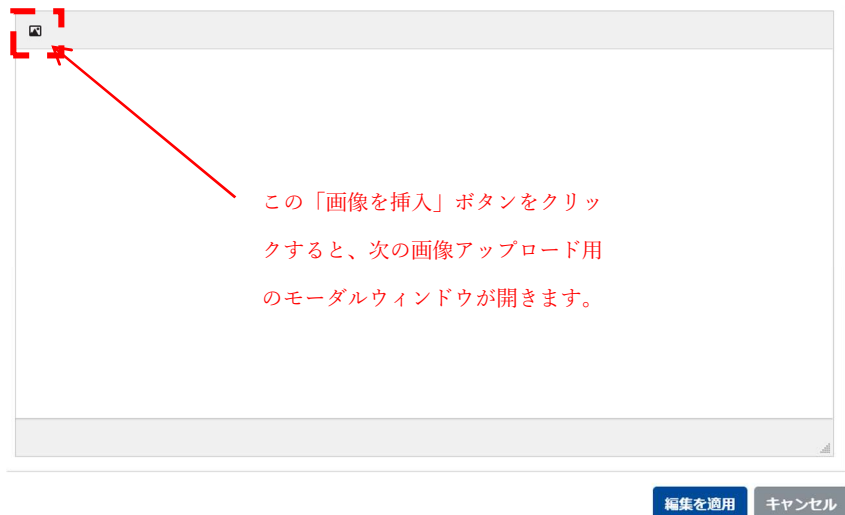 この「画像を挿入」ボタンをクリッ
クすると、次の画像アップロード用
のモーダルウィンドウが開きます。
編集を適用 キャンセル